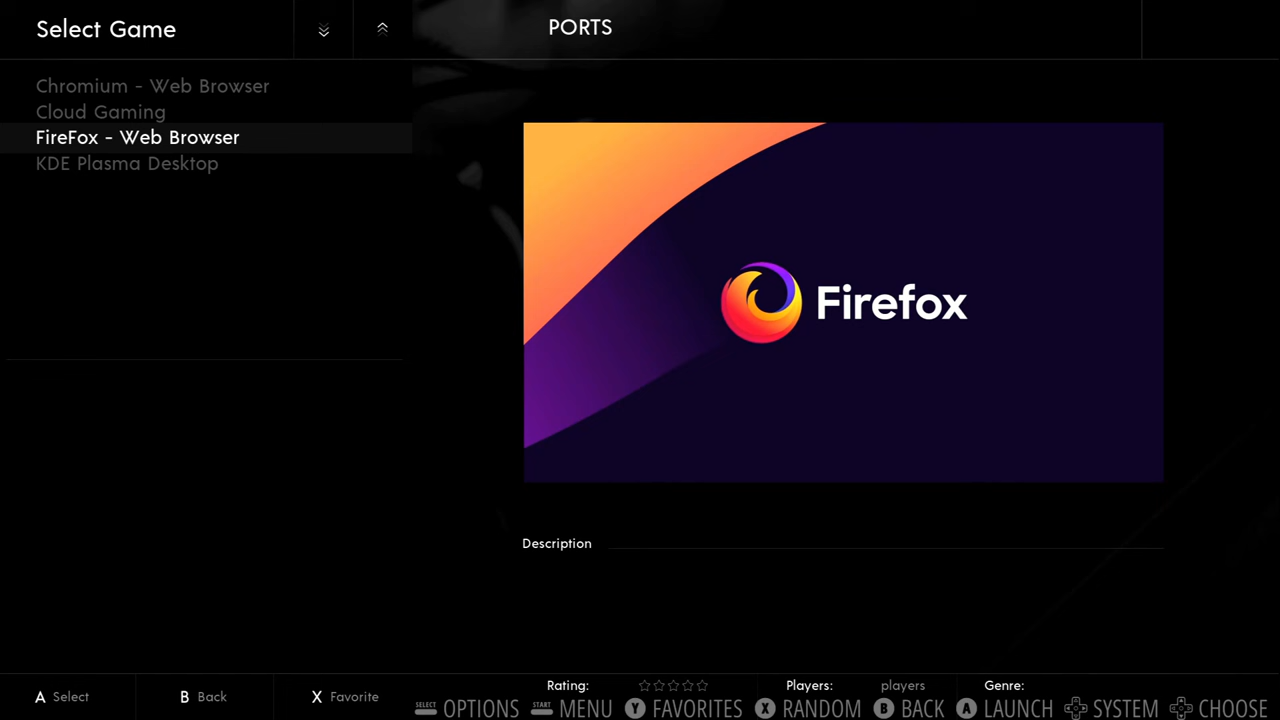 Select Game
PORTS
Chromium - Web Browser
Cloud Gaming
FireFox - Web Browser
KDE Plasma Desktop
Firefox
Description
Rating:
Players:
players
Genre:
A Select
B Back
X Favorite
SELECT OPTIONS
START MENU
Y FAVORITES
X RANDOM
B BACK
A LAUNCH
SYSTEM
CHOOSE